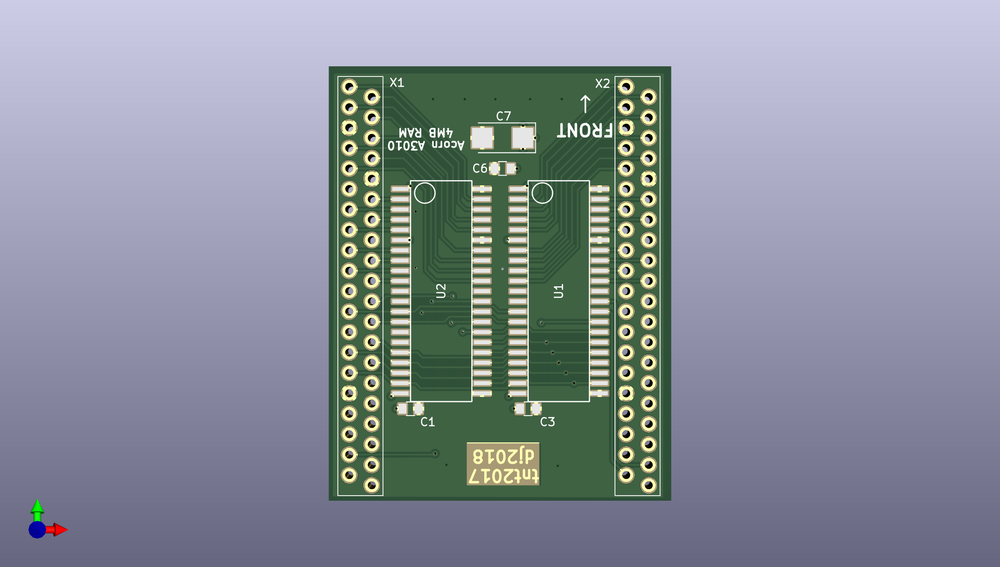 X1
X2
C7
FRONT
Acorn A3010
4MB RAM
C6
U2
U1
C1
C3
tnt2017
dj2018